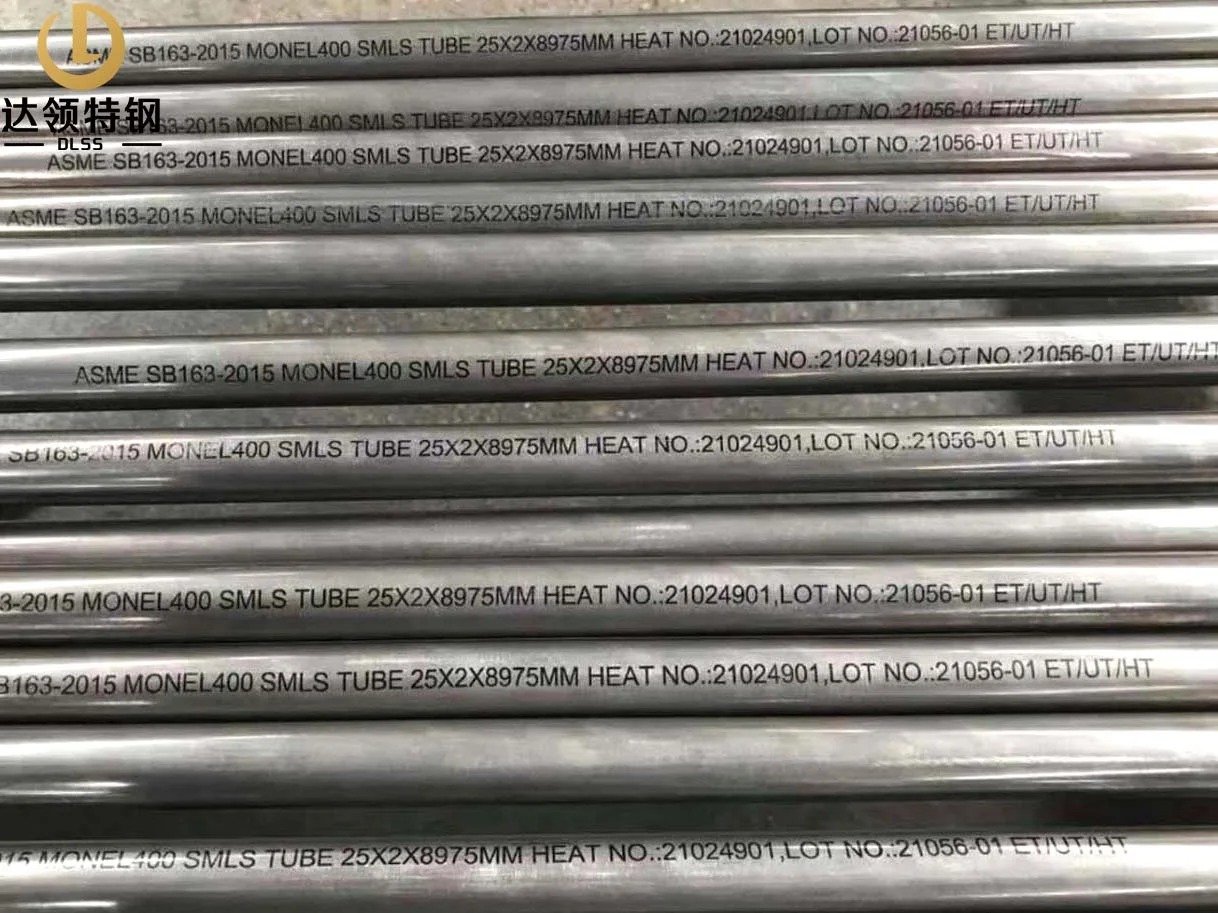 ASME SB163-2015 MONEL400 SMLS TUBE 25X2X8975MM HEAT NO.:21024901,LOT NO.:21056-01 ET/UT/HT
达领特钢
SB163-2015 MONEL400 SMLS TUBE 25X2X8975MM HEAT NO.:21024901,LOT NO.:21056-01 ET/UT/HT
DLSS
ASME SB163-2015 MONEL400 SMLS TUBE 25X2X8975MM HEAT NO.:21024901,LOT NO.:21056-01 ET/UT/HT
ASME SB163-2015 MONEL400 SMLS TUBE 25X2X8975MM HEAT NO.:21024901,LOT NO.:21056-01 ET/UT/HT
ASME SB163-2015 MONEL400 SMLS TUBE 25X2X8975MM HEAT NO.:21024901,LOT NO.:21056-01 ET/UT/HT
SB163-2015 MONEL400 SMLS TUBE 25X2X8975MM HEAT NO.:21024901,LOT NO.:21056-01 ET/UT/HT
3-2015 MONEL400 SMLS TUBE 25X2X8975MM HEAT NO.:21024901,LOT NO.:21056-01 ET/UT/HT
B163-2015 MONEL400 SMLS TUBE 25X2X8975MM HEAT NO.:21024901,LOT NO.:21056-01 ET/UT/HT
15 MONEL400 SMLS TUBE 25X2X8975MM HEAT NO.:21024901,LOT NO.:21056-01 ET/UT/HT